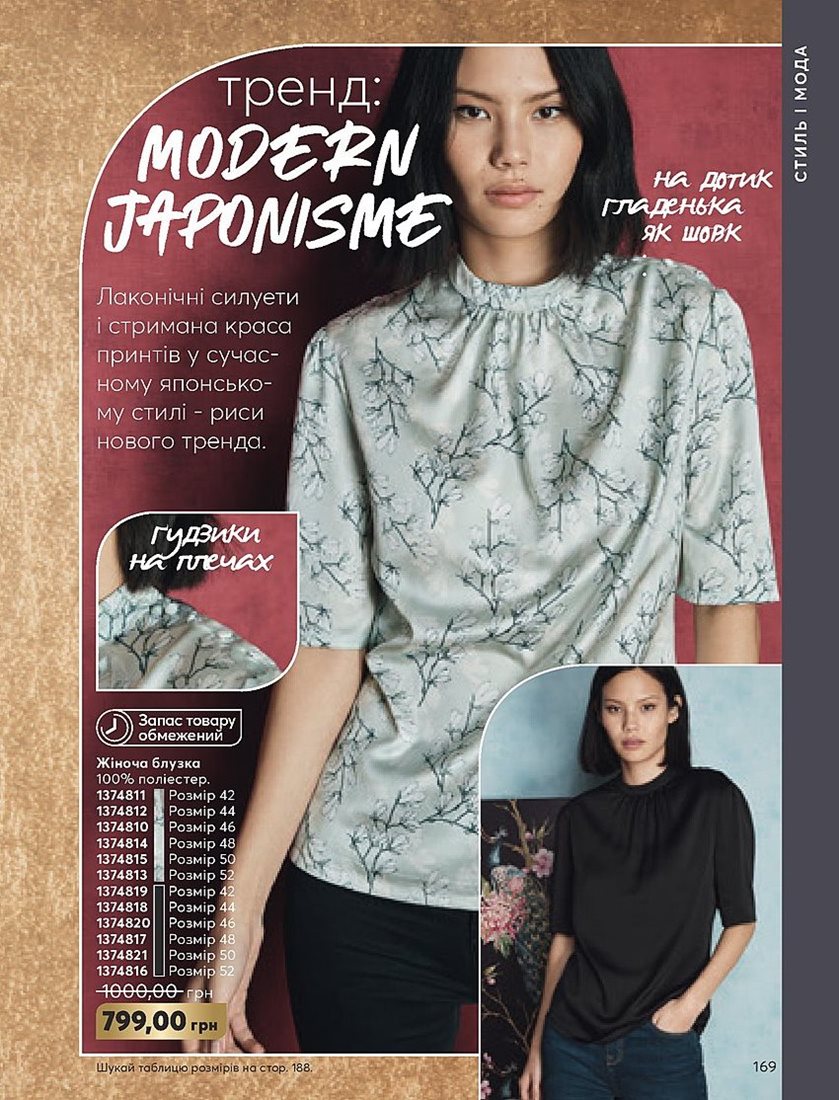 тренд:
MODERN
JAPONISME
на дотик
гладенька
як шовк
СТИЛЬ І МОДА
Лаконічні силуети
і стримана краса
принтів у сучас-
ному японсько-
му стилі - риси
нового тренда.
ґудзики
на плечах
Запас товару
обмежений
Жіноча блузка
100% поліестер.
1374811 Розмір 42
1374812 Розмір 44
1374810 Розмір 46
1374814 Розмір 48
1374815 Розмір 50
1374813 Розмір 52
1374819 Розмір 42
1374818 Розмір 44
1374820 Розмір 46
1374817 Розмір 48
1374821 Розмір 50
1374816 Розмір 52
1000,00 грн
799,00 грн
Шукай таблицю розмірів на стор. 188.
169